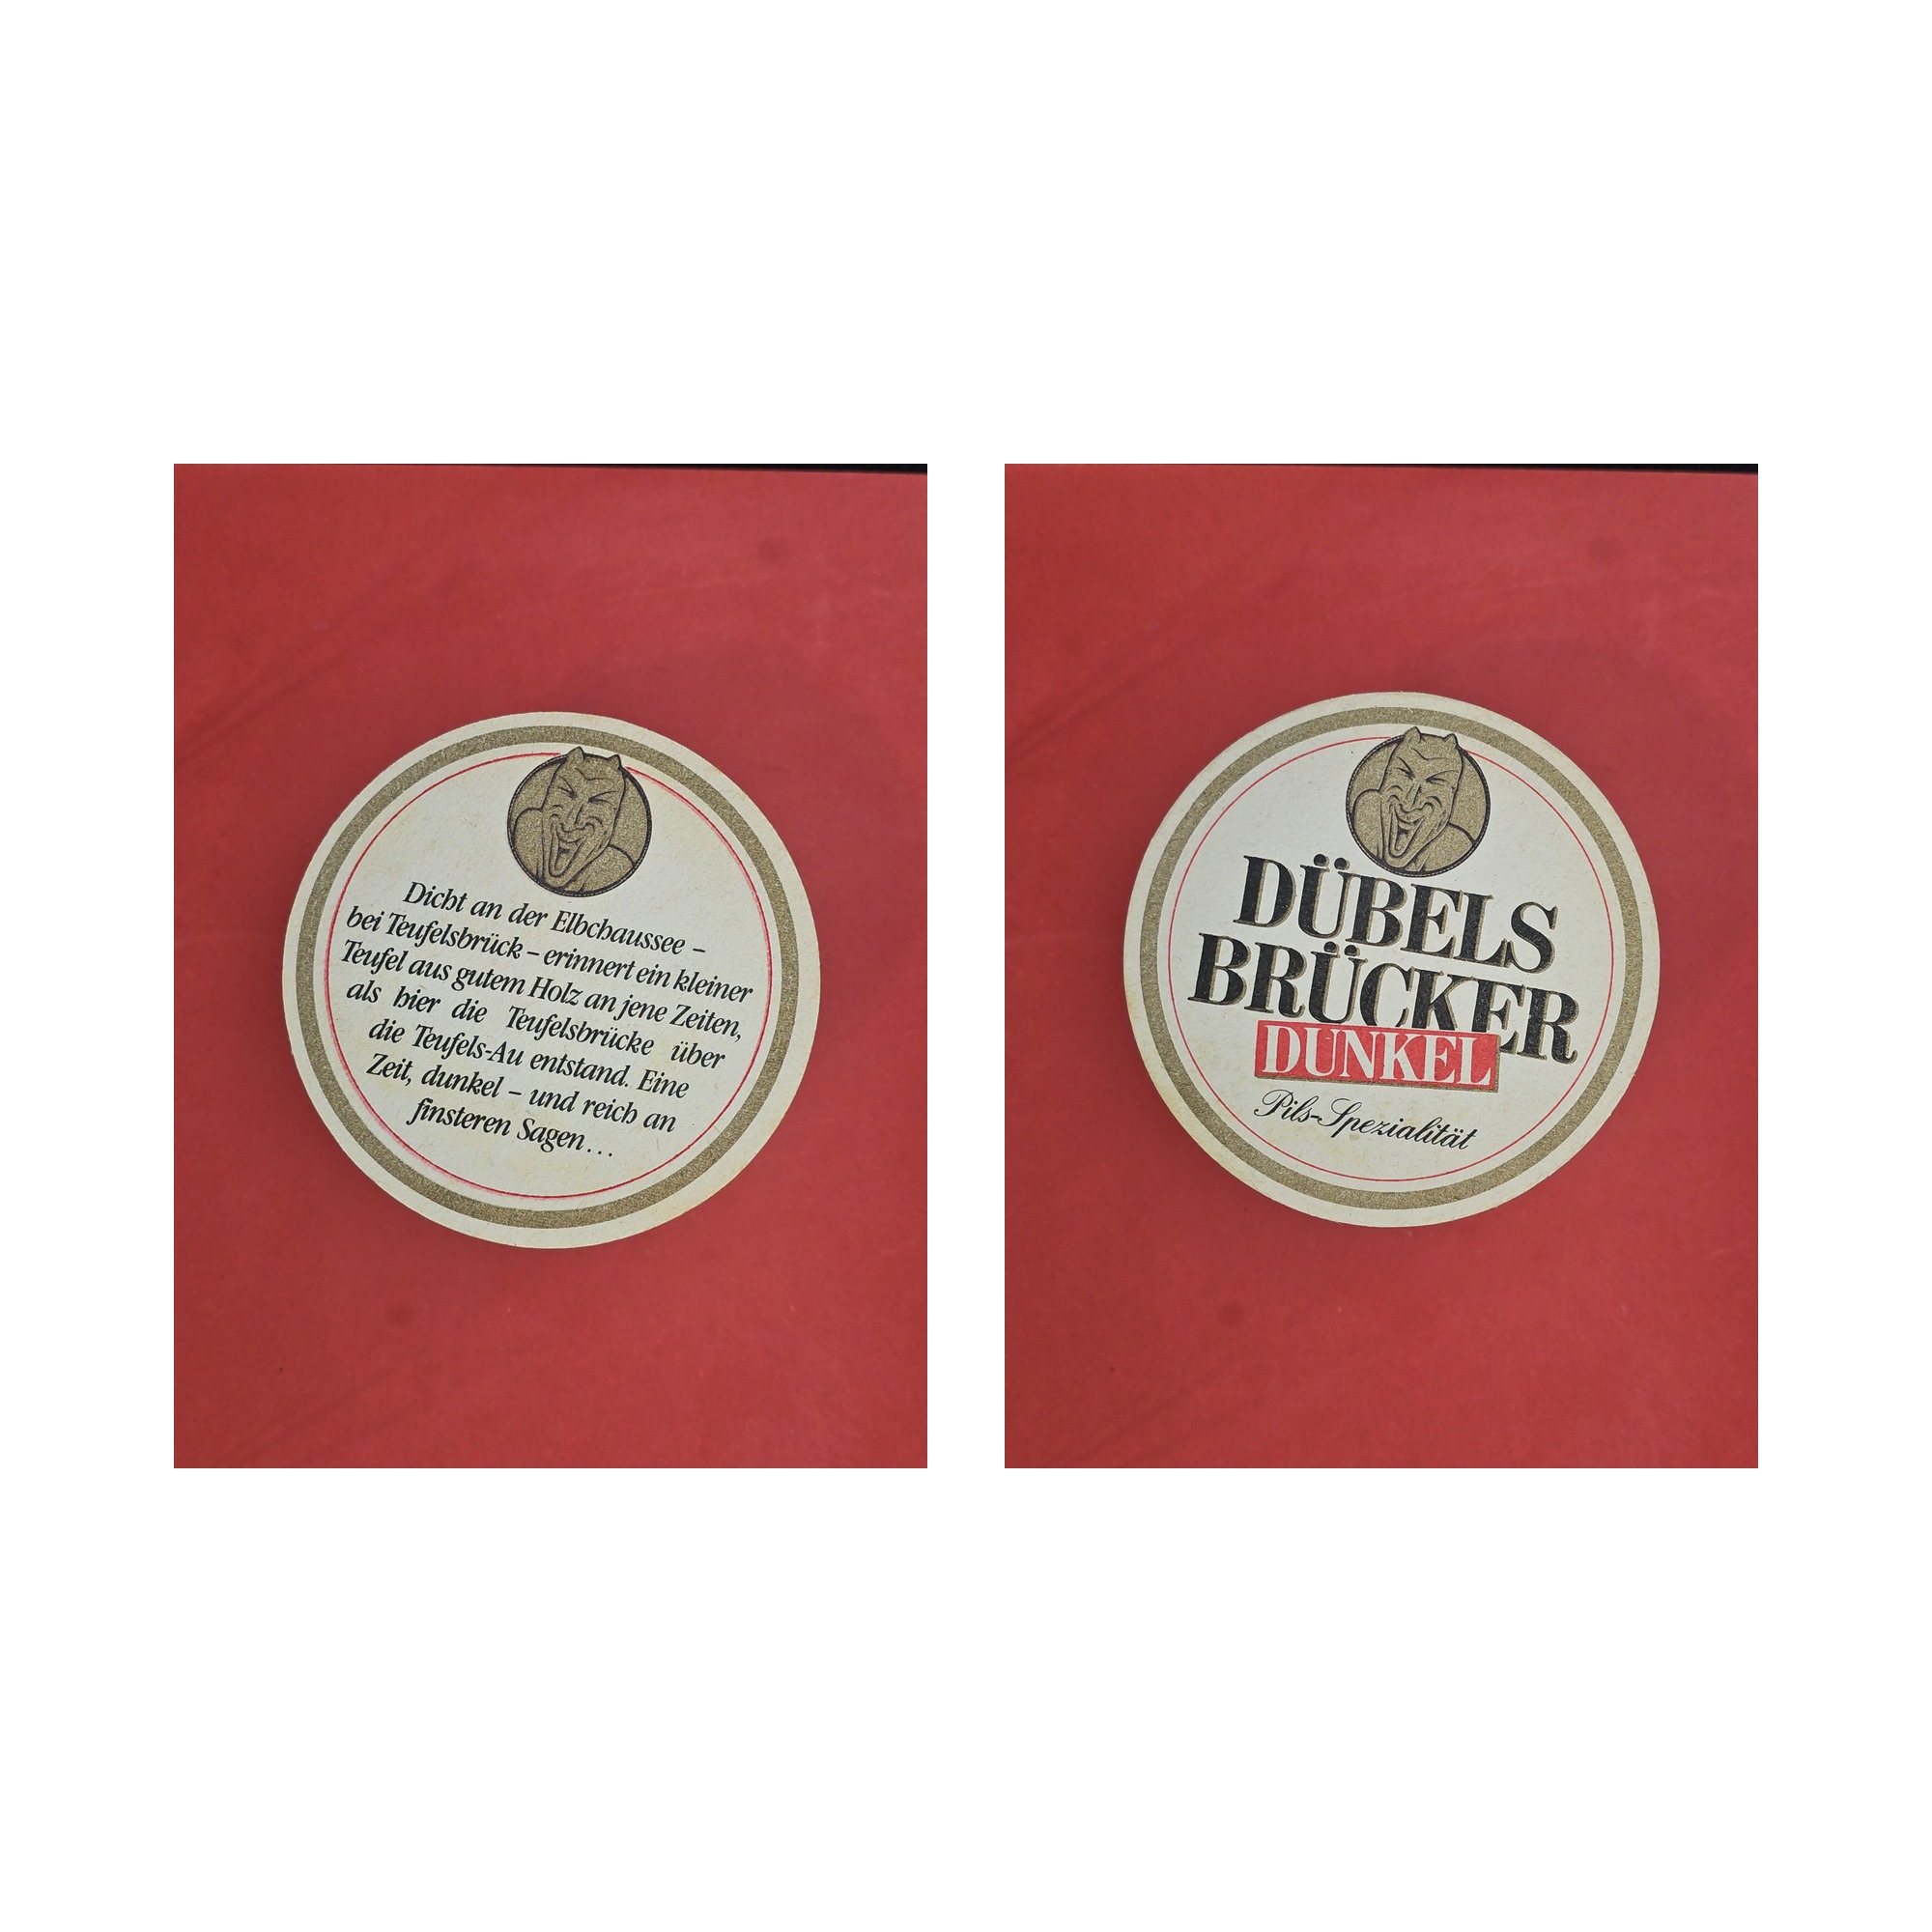 Dicht an der Elbchaussee –
bei Teufelsbrück – erinnert ein kleiner
Teufel aus gutem Holz an jene Zeiten,
als hier die Teufelsbrücke über
die Teufels-Au entstand. Eine
Zeit, dunkel – und reich an
finsteren Sagen...
DÜBELS
BRÜCKER
DUNKEL
Pils-Spezialität